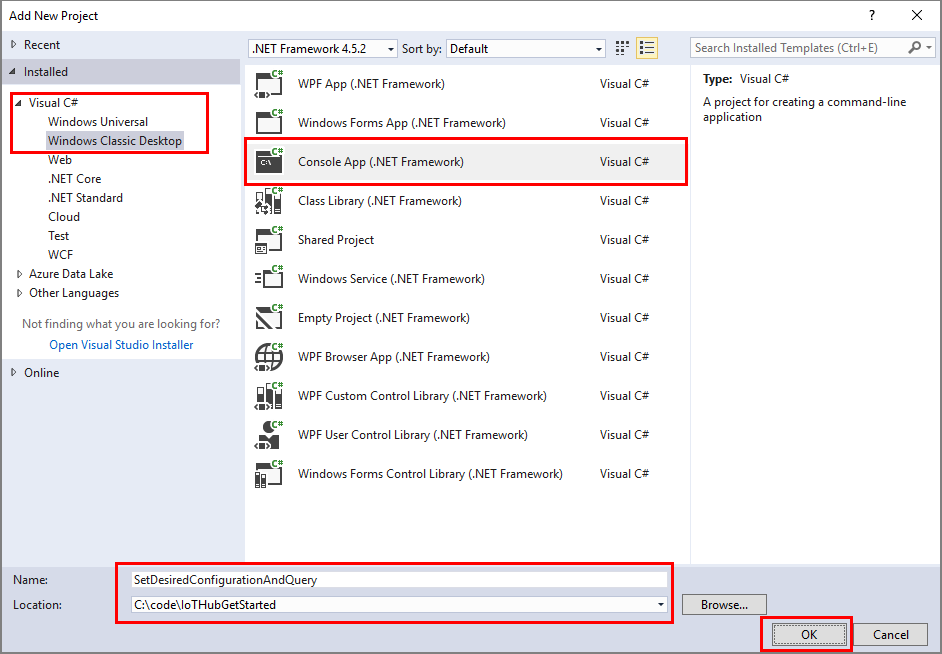 Add New Project
?
Recent
.NET Framework 4.5.2
Sort by:
Default
Search Installed Templates (Ctrl+E)
Installed
Visual C#
Windows Universal
Windows Classic Desktop
Web
.NET Core
.NET Standard
Cloud
Test
WCF
Azure Data Lake
Other Languages
Not finding what you are looking for?
Open Visual Studio Installer
Online
C# WPF App (.NET Framework) Visual C#
C# Windows Forms App (.NET Framework) Visual C#
C# C:\ Console App (.NET Framework) Visual C#
C# Class Library (.NET Framework) Visual C#
C# Shared Project Visual C#
C# Windows Service (.NET Framework) Visual C#
C# Empty Project (.NET Framework) Visual C#
C# WPF Browser App (.NET Framework) Visual C#
C# WPF Custom Control Library (.NET Framework) Visual C#
C# WPF User Control Library (.NET Framework) Visual C#
C# Windows Forms Control Library (.NET Framework) Visual C#
Type: Visual C#
A project for creating a command-line
application
Name: SetDesiredConfigurationAndQuery
Location: C:\code\IoTHubGetStarted
Browse...
OK
Cancel